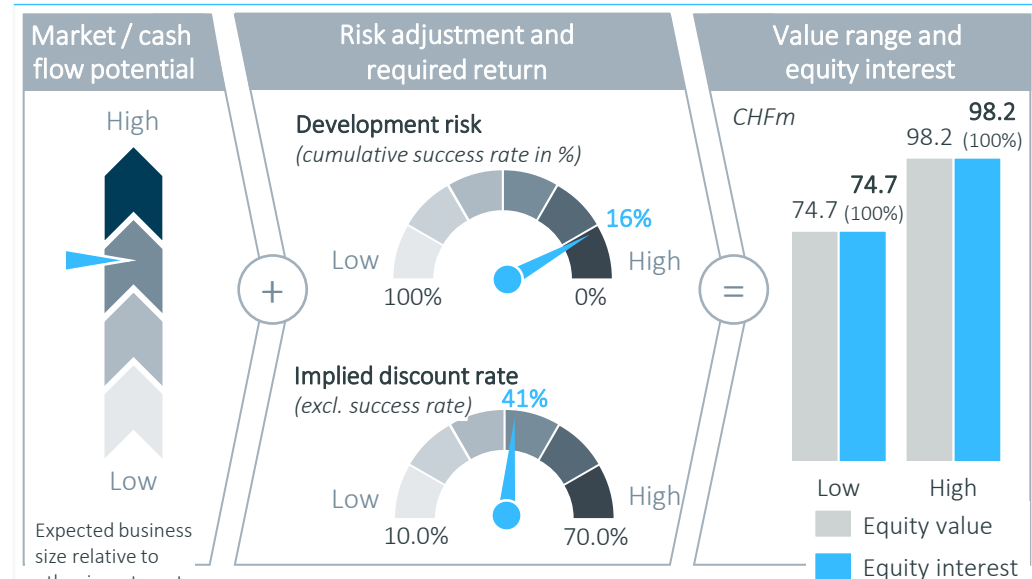 Market / cash
flow potential
High
Low
Expected business
size relative to
+
Risk adjustment and
required return
Development risk
(cumulative success rate in %)
16%
Low
High
100%
0%
Implied discount rate
(excl. success rate)
41%
Low
High
10.0%
70.0%
=
Value range and
equity interest
CHFm
98.2
98.2 (100%)
74.7
74.7 (100%)
Low
High
Equity value
Equity interest